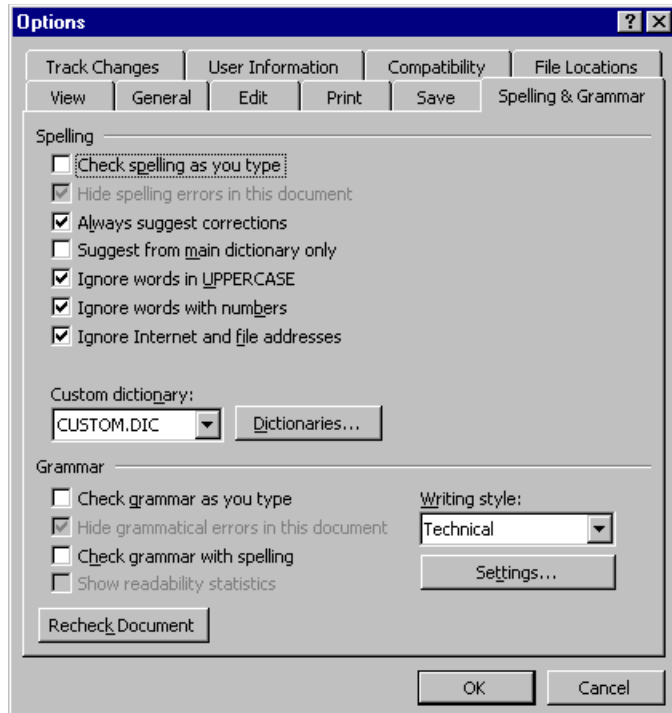 Options
Track Changes User Information Compatibility File Locations
View General Edit Print Save Spelling & Grammar
Spelling
Check spelling as you type
Hide spelling errors in this document
Always suggest corrections
Suggest from main dictionary only
Ignore words in UPPERCASE
Ignore words with numbers
Ignore Internet and file addresses
Custom dictionary:
CUSTOM.DIC Dictionaries...
Grammar
Check grammar as you type Writing style:
Hide grammatical errors in this document Technical
Check grammar with spelling
Show readability statistics Settings...
Recheck Document
OK Cancel